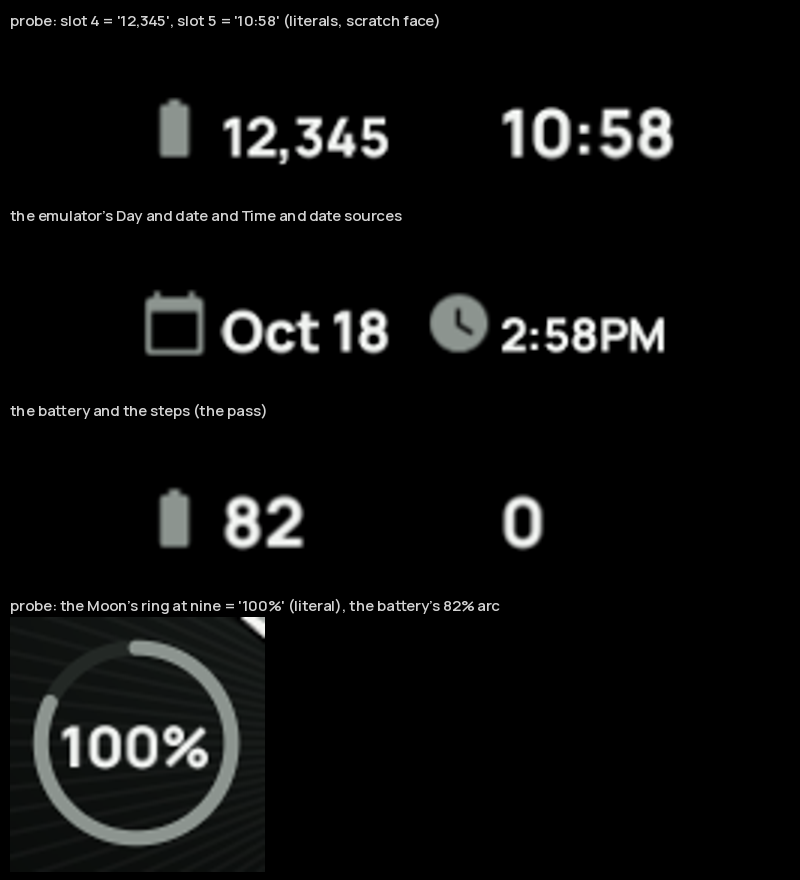 probe: slot 4 = '12,345', slot 5 = '10:58' (literals, scratch face)
12,345 10:58
the emulator's Day and date and Time and date sources
Oct 18 2:58PM
the battery and the steps (the pass)
82 0
probe: the Moon's ring at nine = '100%' (literal), the battery's 82% arc
100%